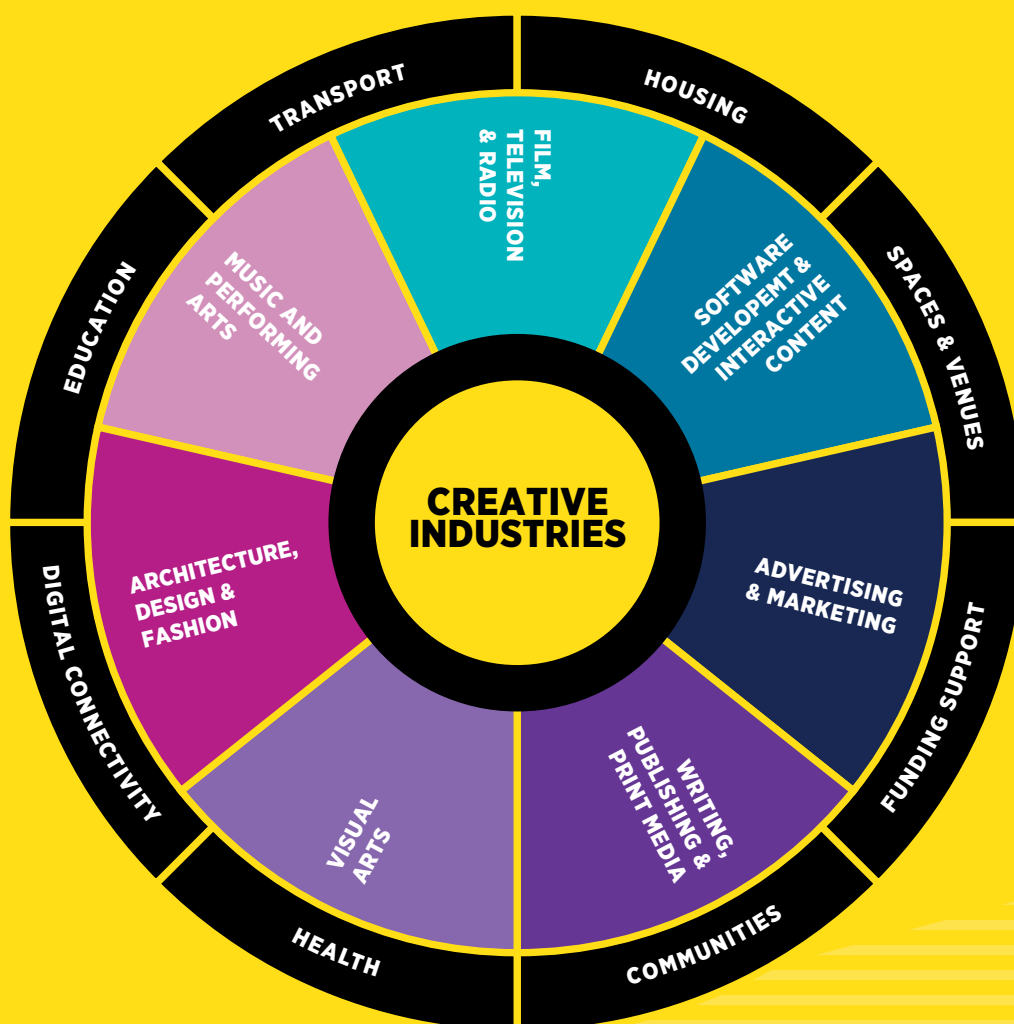 TRANSPORT
HOUSING
SPACES & VENUES
FUNDING SUPPORT
COMMUNITIES
HEALTH
DIGITAL CONNECTIVITY
EDUCATION
FILM,
TELEVISION
& RADIO
SOFTWARE
DEVELOPEMT &
INTERACTIVE
CONTENT
ADVERTISING
& MARKETING
WRITING,
PUBLISHING &
PRINT MEDIA
VISUAL
ARTS
ARCHITECTURE,
DESIGN &
FASHION
MUSIC AND
PERFORMING
ARTS
CREATIVE
INDUSTRIES